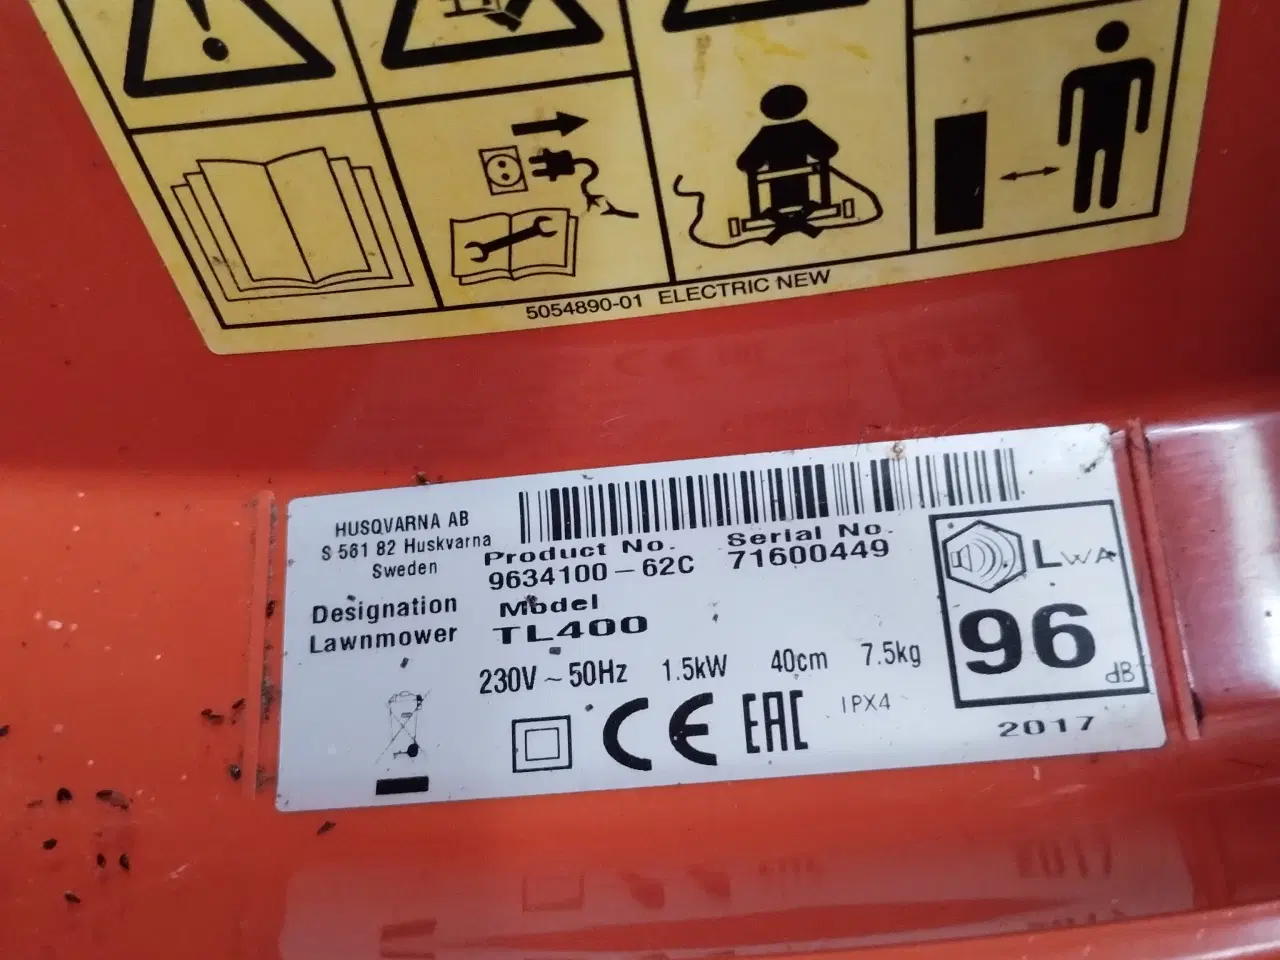 5054890-01 ELECTRIC NEW
HUSQVARNA AB
S 561 82 Huskvarna
Sweden
Product No. Serial No.
9634100-62C 71600449
Designation Model
Lawnmower TL400
230V ~ 50Hz 1.5kW 40cm 7.5kg
LWA
96
dB
CE EAC IPX4
2017